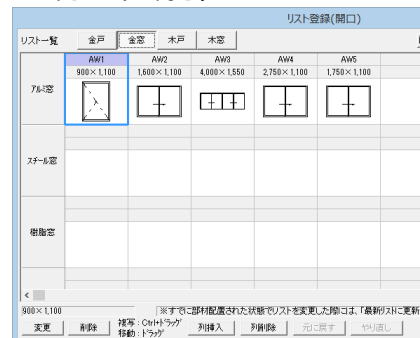 リスト登録(開口)
リスト一覧 金戸 金窓 木戸 木窓
AW1 AW2 AW3 AW4 AW5
900×1,100 1,600×1,100 4,000×1,550 2,750×1,100 1,750×1,100
アルミ窓
スチール窓
樹脂窓
900×1,100 ※すでに部材配置された状態でリストを変更した際には、「最新リストに更新
変更 削除 複写:Ctrl+ドラッグ 列挿入 列削除 元に戻す やり直し
移動:ドラッグ